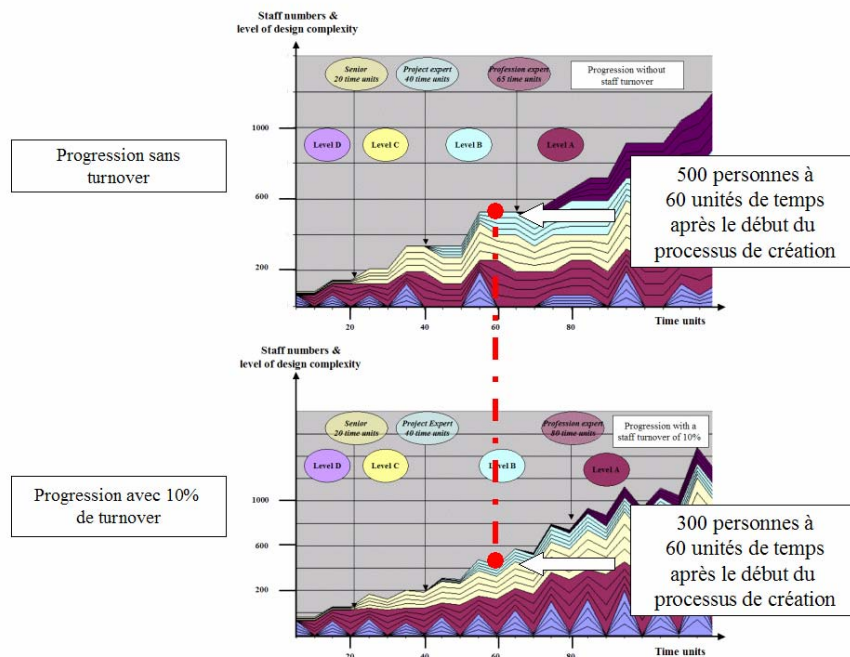 Staff numbers &
level of design complexity
Senior
20 time units
Project expert
40 time units
Profession expert
65 time units
Progression without
staff turnover
1000
Level D
Level C
Level B
Level A
Progression sans
turnover
500 personnes à
60 unités de temps
après le début du
processus de création
600
200
20
40
60
80
Time units
Staff numbers &
level of design complexity
Senior
20 time units
Project Expert
40 time units
Profession expert
80 time units
Progression with a
staff turnover of 10%
Level D
Level C
Level B
Level A
Progression avec 10%
de turnover
1000
300 personnes à
60 unités de temps
après le début du
processus de création
600
200
20
40
60
80
Time units